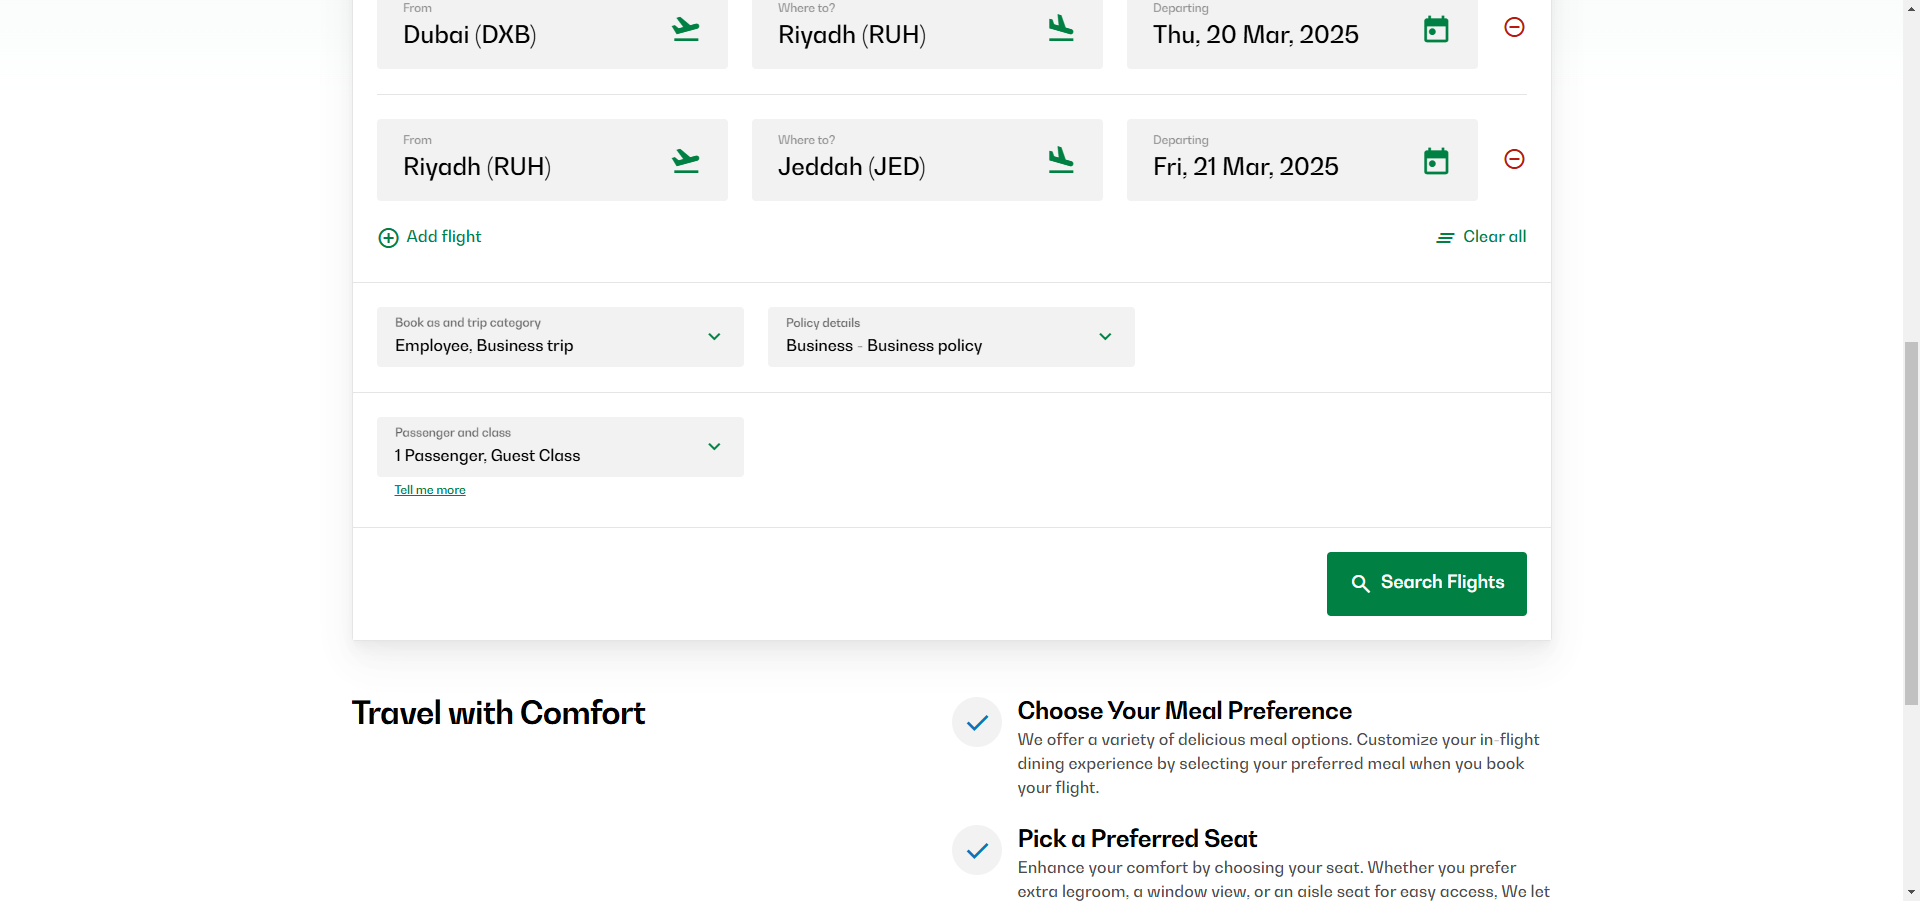 From
Dubai (DXB)
Where to?
Riyadh (RUH)
Departing
Thu, 20 Mar, 2025
From
Riyadh (RUH)
Where to?
Jeddah (JED)
Departing
Fri, 21 Mar, 2025
Add flight
Clear all
Book as and trip category
Employee, Business trip
Policy details
Business - Business policy
Passenger and class
1 Passenger, Guest Class
Tell me more
Search Flights
Travel with Comfort
Choose Your Meal Preference
We offer a variety of delicious meal options. Customize your in-flight
dining experience by selecting your preferred meal when you book
your flight.
Pick a Preferred Seat
Enhance your comfort by choosing your seat. Whether you prefer
extra legroom, a window view, or an aisle seat for easy access, We let